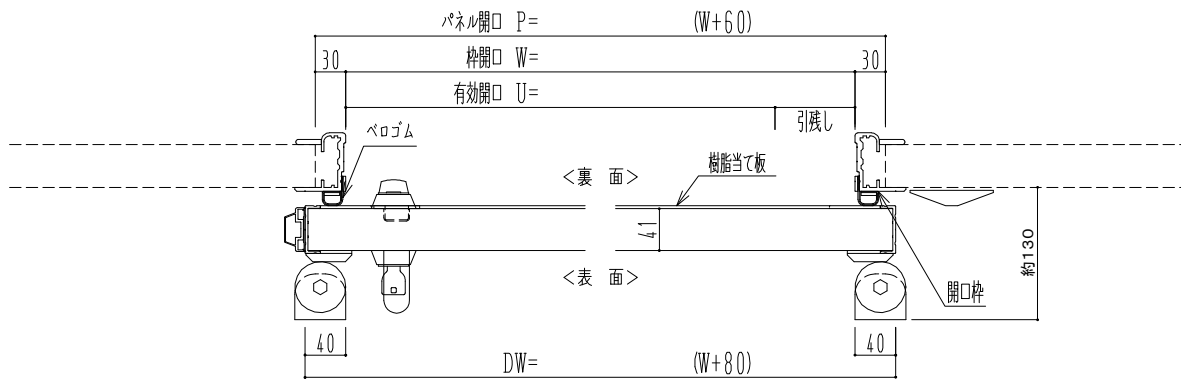 パネル開口 P= (W+60)
30 枠開口 W= 30
有効開口 U=
引残し
ベロゴム
樹脂当て板
<裏 面>
41
<表 面>
約130
開口枠
40 DW= (W+80) 40